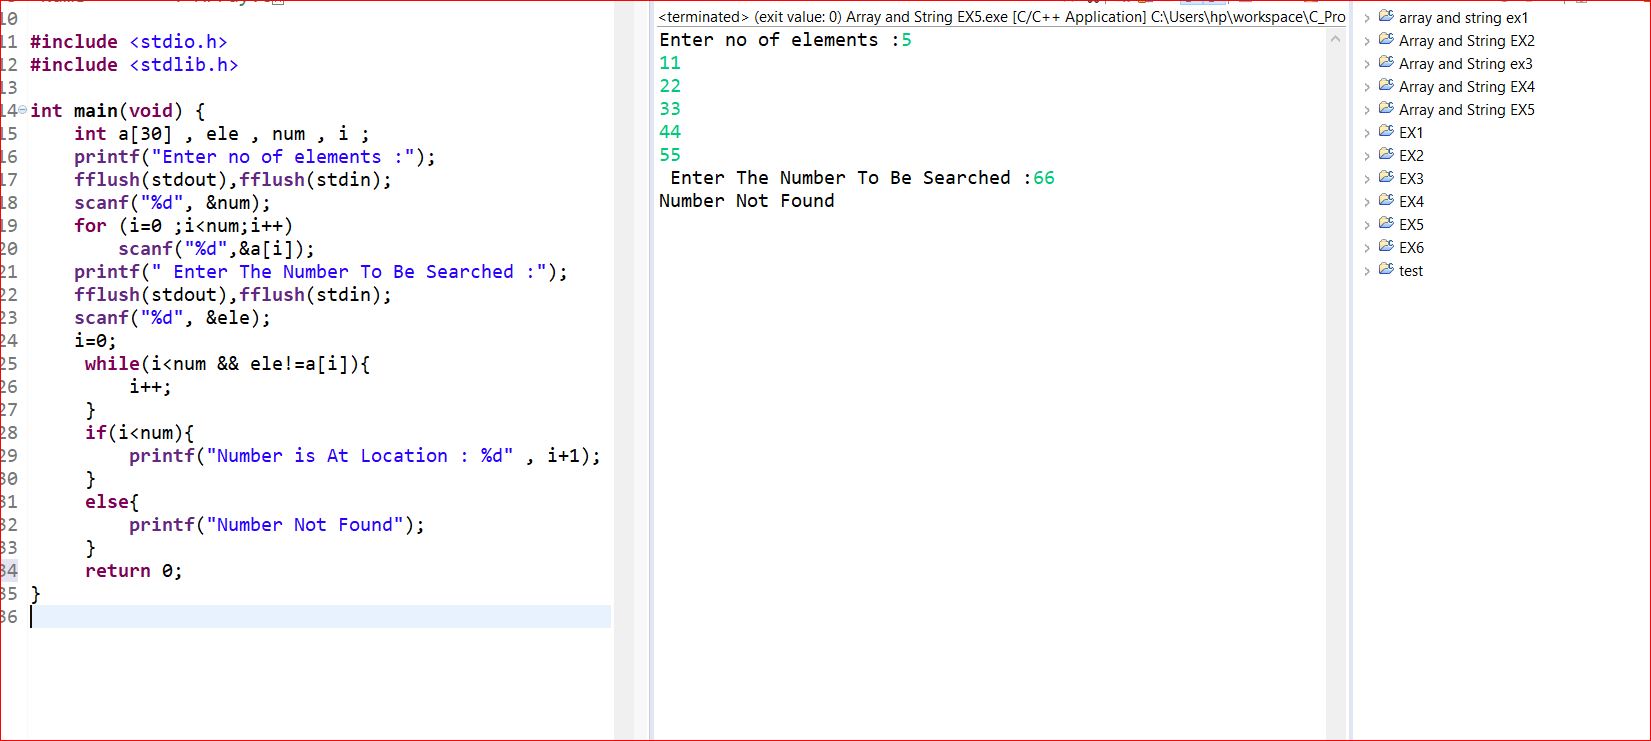 10
11 #include <stdio.h>
12 #include <stdlib.h>
13
14 int main(void) {
15 int a[30] , ele , num , i ;
16 printf("Enter no of elements :");
17 fflush(stdout),fflush(stdin);
18 scanf("%d", &num);
19 for (i=0 ;i<num;i++)
20 scanf("%d",&a[i]);
21 printf(" Enter The Number To Be Searched :");
22 fflush(stdout),fflush(stdin);
23 scanf("%d", &ele);
24 i=0;
25 while(i<num && ele!=a[i]){
26 i++;
27 }
28 if(i<num){
29 printf("Number is At Location : %d" , i+1);
30 }
31 else{
32 printf("Number Not Found");
33 }
34 return 0;
35 }
36
<terminated> (exit value: 0) Array and String EX5.exe [C/C++ Application] C:\Users\hp\workspace\C_Pro
Enter no of elements :5
11
22
33
44
55
Enter The Number To Be Searched :66
Number Not Found
array and string ex1
Array and String EX2
Array and String ex3
Array and String EX4
Array and String EX5
EX1
EX2
EX3
EX4
EX5
EX6
test